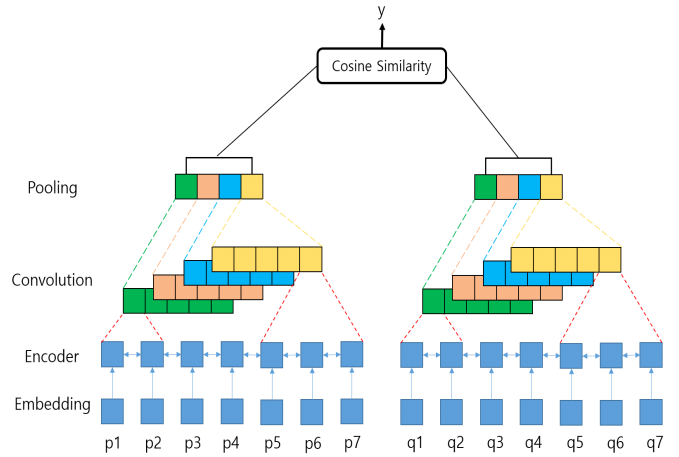 y
Cosine Similarity
Pooling
Convolution
Encoder
Embedding
p1 p2 p3 p4 p5 p6 p7 q1 q2 q3 q4 q5 q6 q7